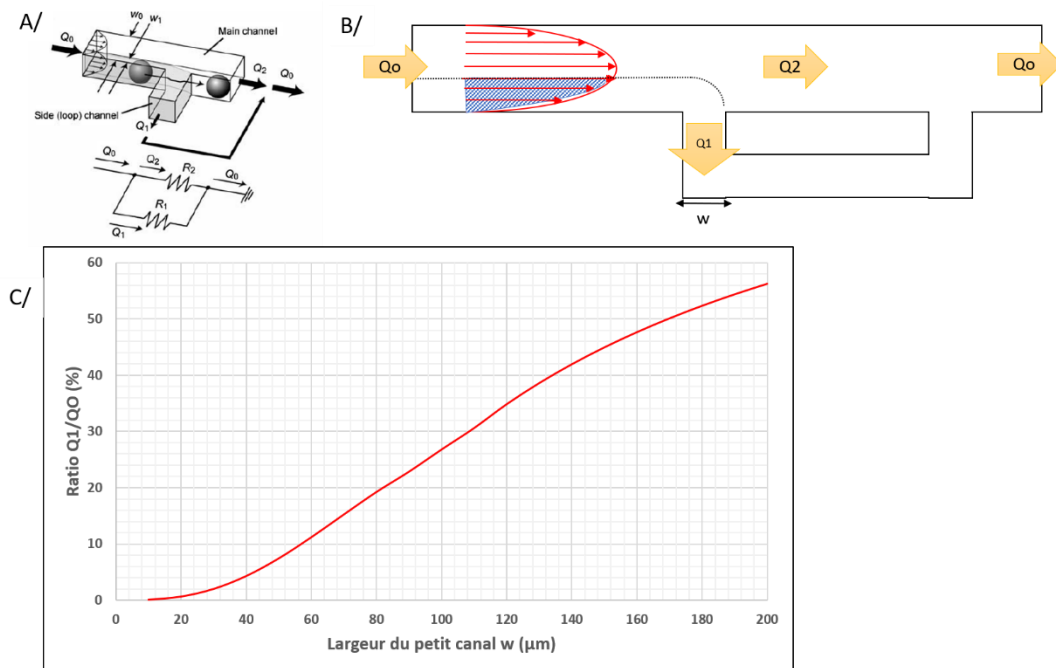 A/
w₀ w₁
Main channel
Q₀
Q₂ Q₀
Side (loop) channel
Q₁
Q₀ Q₂ R₂ Q₀
R₁
Q₁
B/
Qo
Q2
Qo
Q1
w
C/
Ratio Q1/QO (%)
60
50
40
30
20
10
0
0 20 40 60 80 100 120 140 160 180 200
Largeur du petit canal w (µm)